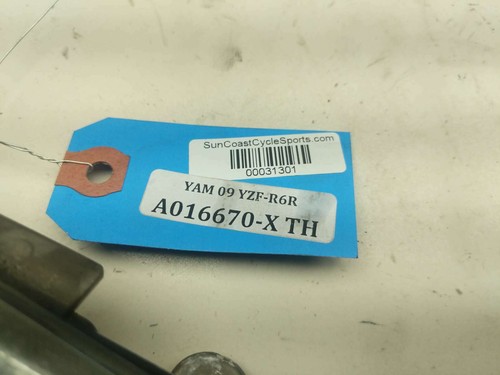 SunCoastCycleSports.com
00031301
YAM 09 YZF-R6R
A016670-X TH